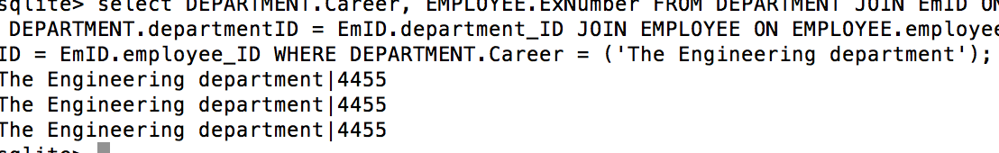 sqlite> select DEPARTMENT.Career, EMPLOYEE.ExNumber FROM DEPARTMENT JOIN EmID ON
DEPARTMENT.departmentID = EmID.department_ID JOIN EMPLOYEE ON EMPLOYEE.employee
ID = EmID.employee_ID WHERE DEPARTMENT.Career = ('The Engineering department');
The Engineering department|4455
The Engineering department|4455
The Engineering department|4455
sqlite>